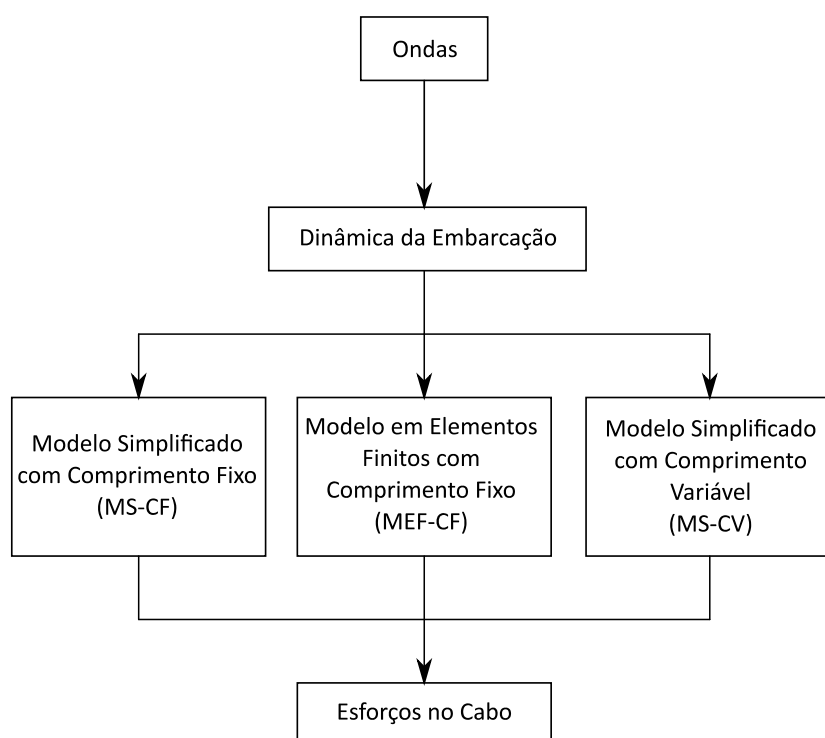 Ondas
Dinâmica da Embarcação
Modelo Simplificado
com Comprimento Fixo
(MS-CF)
Modelo em Elementos
Finitos com
Comprimento Fixo
(MEF-CF)
Modelo Simplificado
com Comprimento
Variável
(MS-CV)
Esforços no Cabo